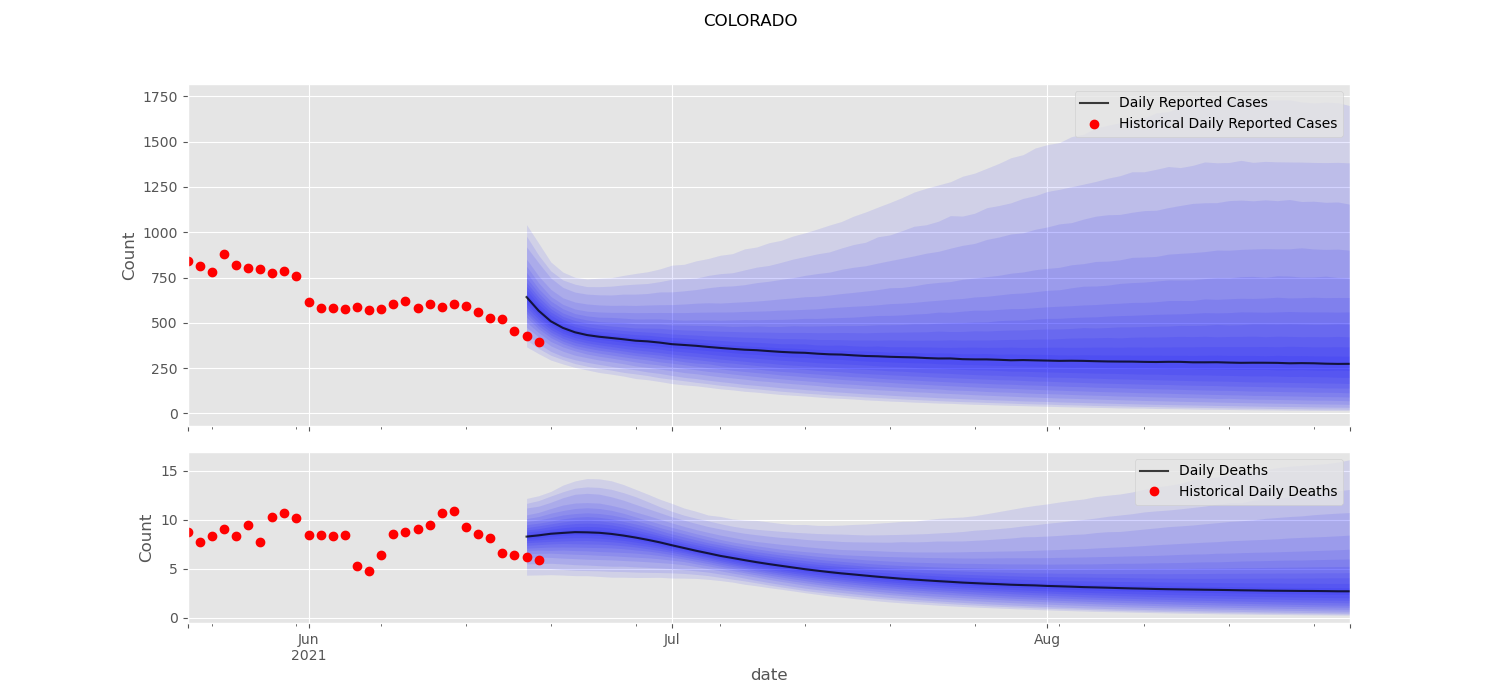 COLORADO
1750
1500
1250
1000
750
500
250
0
Count
Daily Reported Cases
Historical Daily Reported Cases
15
10
5
0
Count
Daily Deaths
Historical Daily Deaths
Jun
2021
Jul
Aug
date